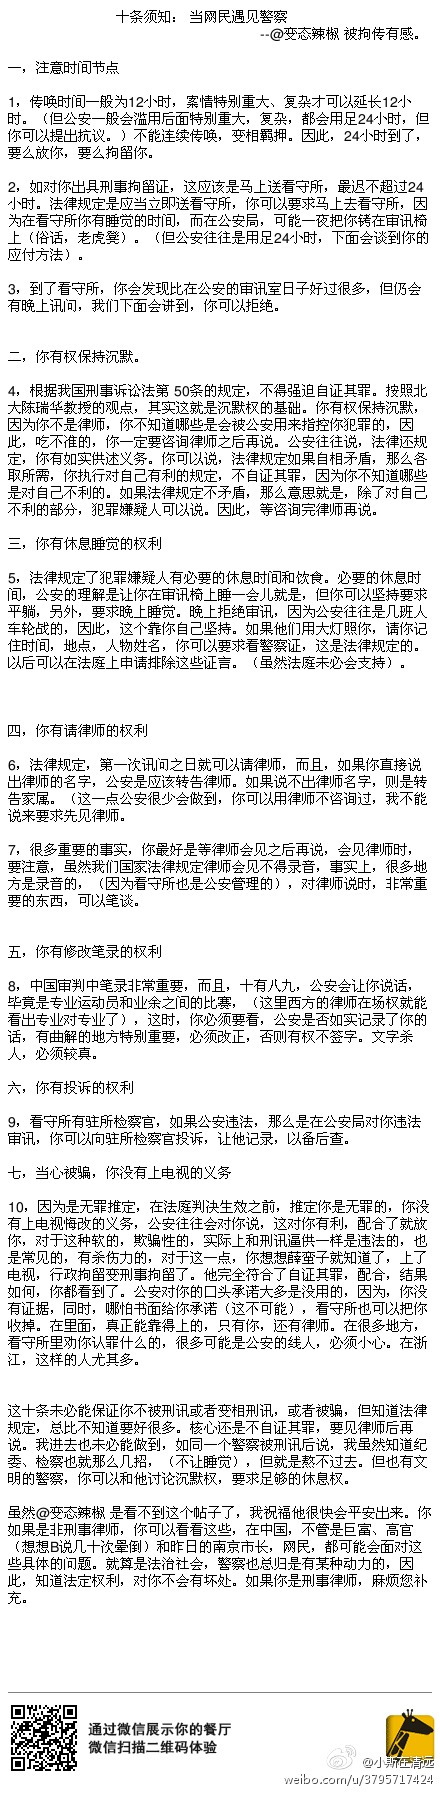 十条须知： 当网民遇见警察
--@变态辣椒 被拘传有感。
一，注意时间节点
1，传唤时间一般为12小时，案情特别重大、复杂才可以延长12小
时。（但公安一般会滥用后面特别重大，复杂，都会用足24小时，但
你可以提出抗议。）不能连续传唤，变相羁押。因此，24小时到了，
要么放你，要么拘留你。
2，如对你出具刑事拘留证，这应该是马上送看守所，最迟不超过24
小时。法律规定是应当立即送看守所，你可以要求马上去看守所，因
为在看守所你有睡觉的时间，而在公安局，可能一夜把你铐在审讯椅
上（俗话，老虎凳）。（但公安往往是用足24小时，下面会谈到你的
应付方法）。
3，到了看守所，你会发现比在公安的审讯室日子好过很多，但仍会
有晚上讯问，我们下面会讲到，你可以拒绝。
二，你有权保持沉默。
4，根据我国刑事诉讼法第 50条的规定，不得强迫自证其罪。按照北
大陈瑞华教授的观点，其实这就是沉默权的基础。你有权保持沉默，
因为你不是律师，你不知道哪些是会被公安用来指控你犯罪的，因
此，吃不准的，你一定要咨询律师之后再说。公安往往说，法律还规
定，你有如实供述义务。你可以说，法律规定如果自相矛盾，那么各
取所需，你执行对自己有利的规定，不自证其罪，因为你不知道哪些
是对自己不利的。如果法律规定不矛盾，那么意思就是，除了对自己
不利的部分，犯罪嫌疑人可以说。因此，等咨询完律师再说。
三，你有休息睡觉的权利
5，法律规定了犯罪嫌疑人有必要的休息时间和饮食。必要的休息时
间，公安的理解是让你在审讯椅上睡一会儿就是，但你可以坚持要求
平躺，另外，要求晚上睡觉。晚上拒绝审讯，因为公安往往是几班人
车轮战的，因此，这个靠你自己坚持。如果他们用大灯照你，请你记
住时间，地点，人物姓名，你可以要求看警察证，这是法律规定的。
以后可以在法庭上申请排除这些证言。（虽然法庭未必会支持）。
四，你有请律师的权利
6，法律规定，第一次讯问之日就可以请律师，而且，如果你直接说
出律师的名字，公安是应该转告律师。如果说不出律师名字，则是转
告家属。（这一点公安很少会做到，你可以用律师不咨询过，我不能
说来要求先见律师。
7，很多重要的事实，你最好是等律师会见之后再说，会见律师时，
要注意，虽然我们国家法律规定律师会见不得录音，事实上，很多地
方是录音的，（因为看守所也是公安管理的），对律师说时，非常重
要的东西，可以笔谈。
五，你有修改笔录的权利
8，中国审判中笔录非常重要，而且，十有八九，公安会让你说话，
毕竟是专业运动员和业余之间的比赛，（这里西方的律师在场权就能
看出专业对专业了），这时，你必须要看，公安是否如实记录了你的
话，有曲解的地方特别重要，必须改正，否则有权不签字。文字杀
人，必须较真。
六，你有投诉的权利
9，看守所有驻所检察官，如果公安违法，那么是在公安局对你违法
审讯，你可以向驻所检察官投诉，让他记录，以备后查。
七，当心被骗，你没有上电视的义务
10，因为是无罪推定，在法庭判决生效之前，推定你是无罪的，你没
有上电视悔改的义务，公安往往会对你说，这对你有利，配合了就放
你，对于这种软的，欺骗性的，实际上和刑讯逼供一样是违法的，也
是常见的，有杀伤力的，对于这一点，你想想薛蛮子就知道了，上了
电视，行政拘留变刑事拘留了。他完全符合了自证其罪，配合，结果
如何，你都看到了。公安对你的口头承诺大多是没用的，因为，你没
有证据，同时，哪怕书面给你承诺（这不可能），看守所也可以把你
收掉。在里面，真正能靠得上的，只有你，还有律师。在很多地方，
看守所里劝你认罪什么的，很多可能是公安的线人，必须小心。在浙
江，这样的人尤其多。
这十条未必能保证你不被刑讯或者变相刑讯，或者被骗，但知道法律
规定，总比不知道要好很多。核心还是不自证其罪，要见律师后再
说。我进去也未必能做到，如同一个警察被刑讯后说，我虽然知道纪
委、检察也就那么几招，（不让睡觉），但就是熬不过去。但也有文
明的警察，你可以和他讨论沉默权，要求足够的休息权。
虽然@变态辣椒 是看不到这个帖子了，我祝福他很快会平安出来。你
如果是非刑事律师，你可以看看这些，在中国，不管是巨富、高官
（想想B说几十次晕倒）和昨日的南京市长，网民，都可能会面对这
些具体的问题。就算是法治社会，警察也总归是有某种动力的，因
此，知道法定权利，对你不会有坏处。如果你是刑事律师，麻烦您补
充。
通过微信展示你的餐厅
微信扫描二维码体验
@小斯在清远
weibo.com/u/3795717424